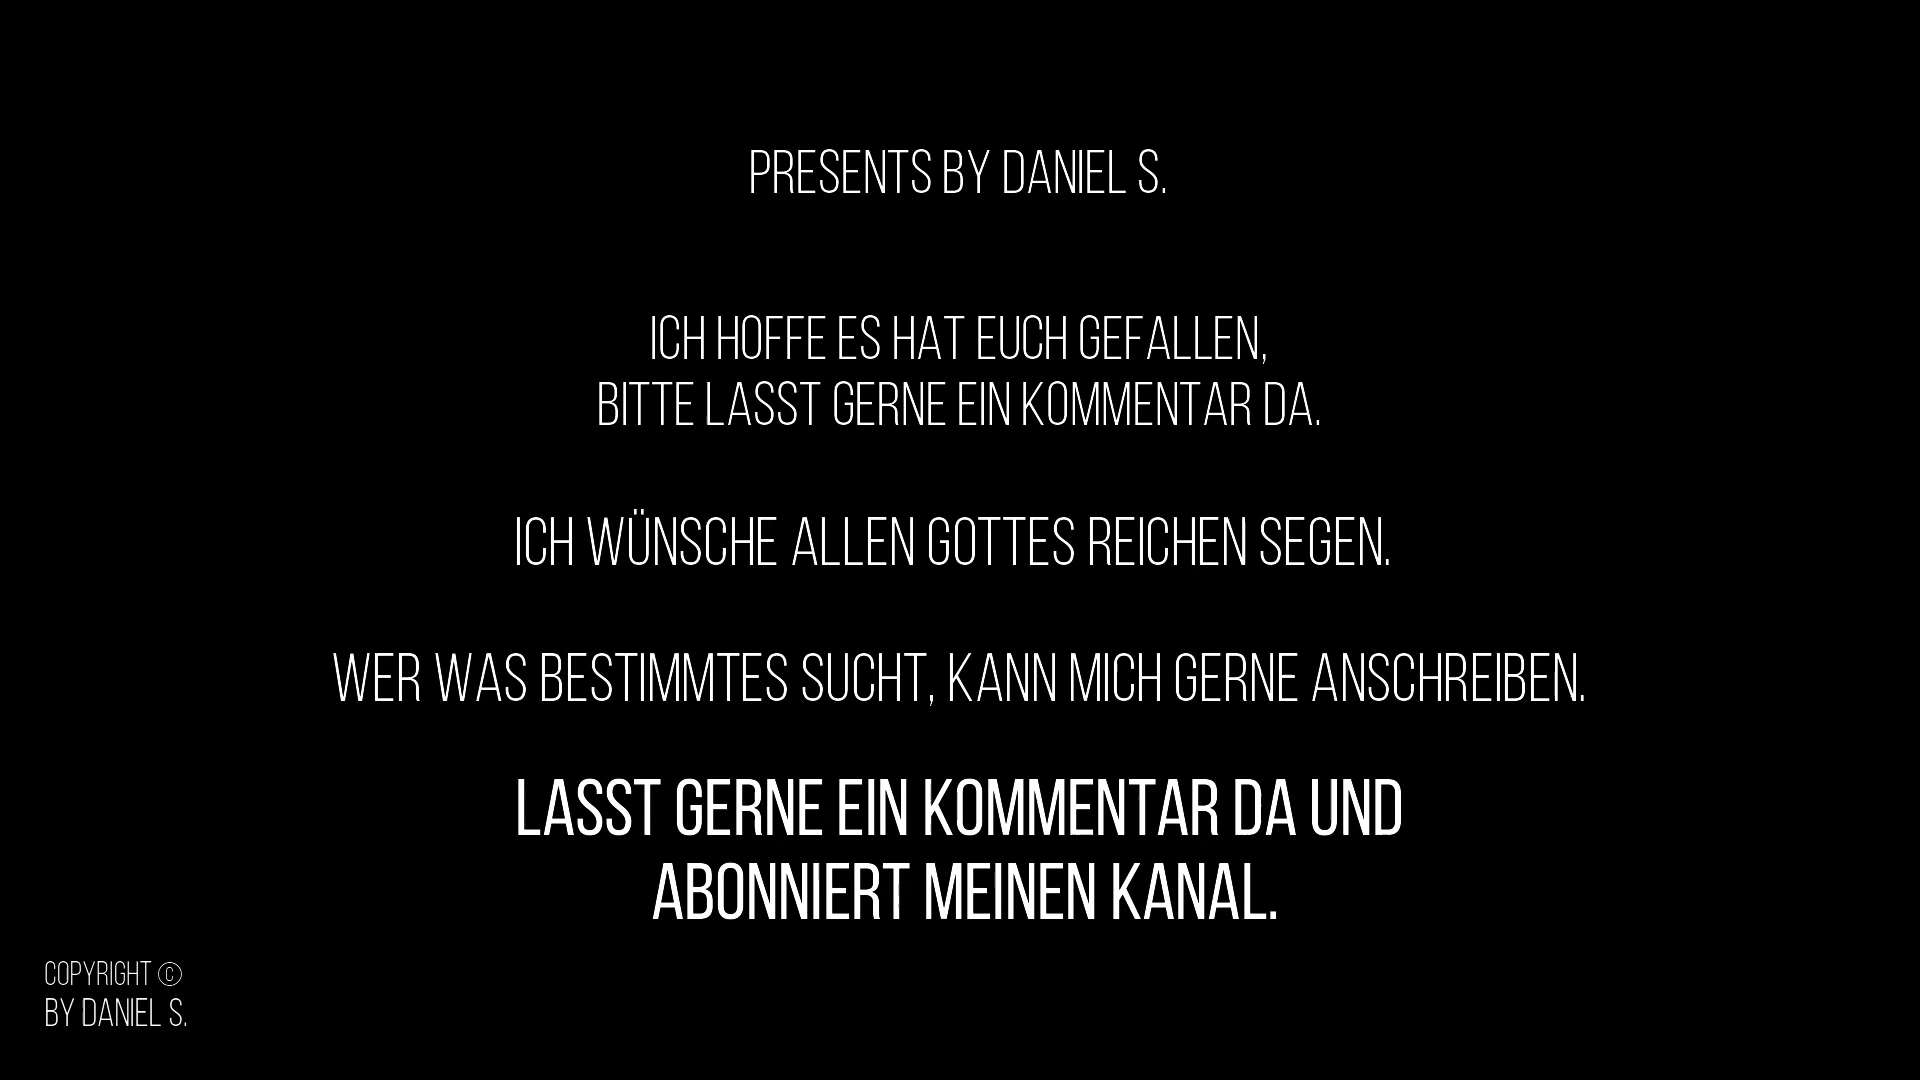 PRESENTS BY DANIEL S.
ICH HOFFE ES HAT EUCH GEFALLEN,
BITTE LASST GERNE EIN KOMMENTAR DA.
ICH WÜNSCHE ALLEN GOTTES REICHEN SEGEN.
WER WAS BESTIMMTES SUCHT, KANN MICH GERNE ANSCHREIBEN.
LASST GERNE EIN KOMMENTAR DA UND
ABONNIERT MEINEN KANAL.
COPYRIGHT ©
BY DANIEL S.